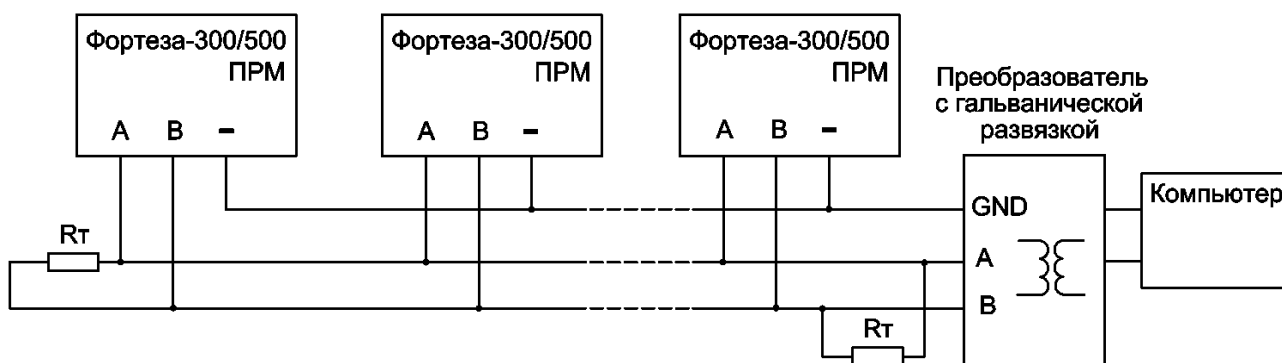 Фортеза-300/500
ПРМ
А В –
Фортеза-300/500
ПРМ
А В –
Фортеза-300/500
ПРМ
А В –
Преобразователь
с гальванической
развязкой
GND
А
В
Компьютер
Rт
Rт